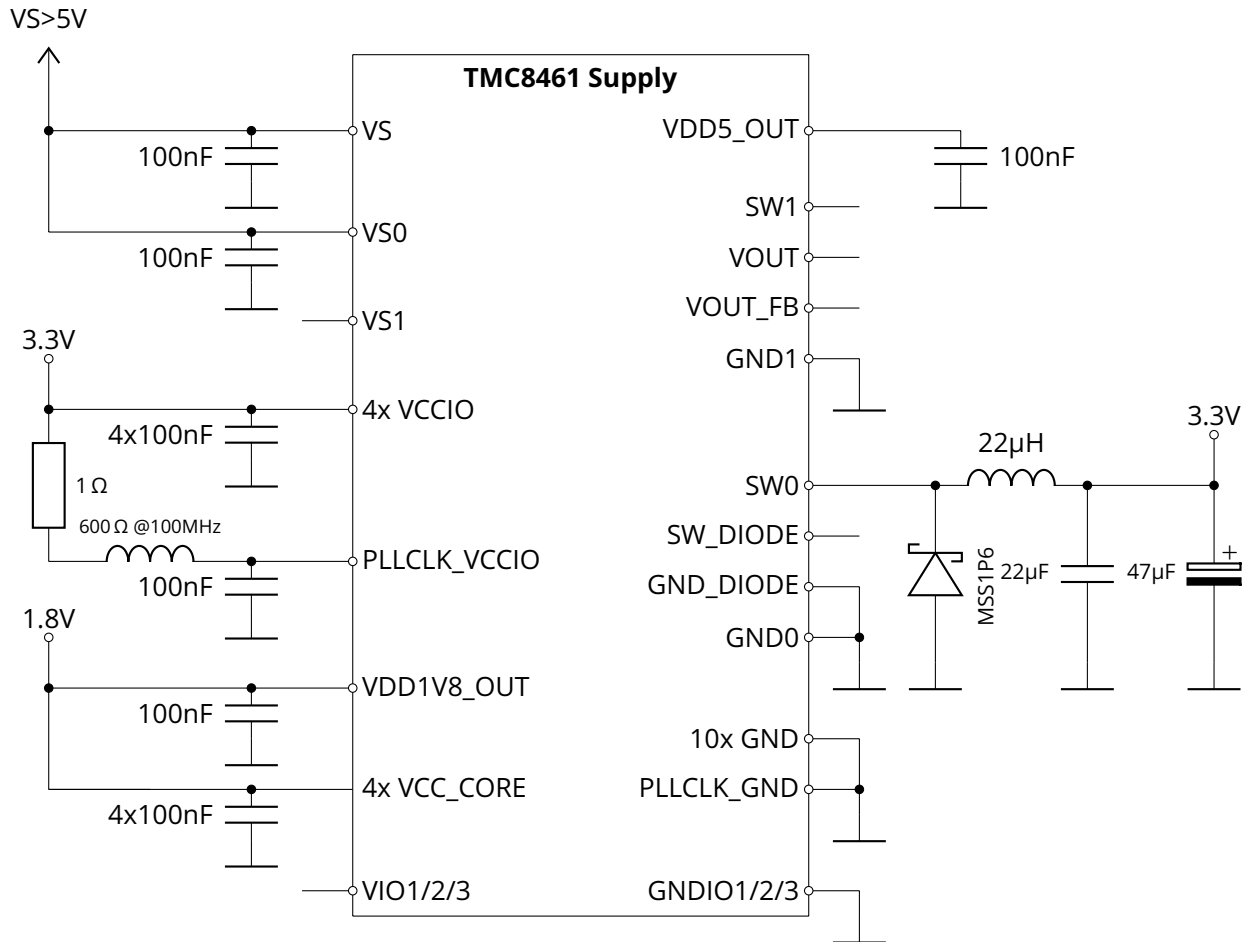 VS>5V
TMC8461 Supply
VS
100nF
VS0
100nF
VS1
3.3V
4x VCCIO
4x100nF
1 Ω
600 Ω @100MHz
PLLCLK_VCCIO
100nF
1.8V
VDD1V8_OUT
100nF
4x VCC_CORE
4x100nF
VIO1/2/3
VDD5_OUT
100nF
SW1
VOUT
VOUT_FB
GND1
3.3V
22µH
SW0
SW_DIODE
GND_DIODE
GND0
MSS1P6
22µF
47µF
+
10x GND
PLLCLK_GND
GNDIO1/2/3